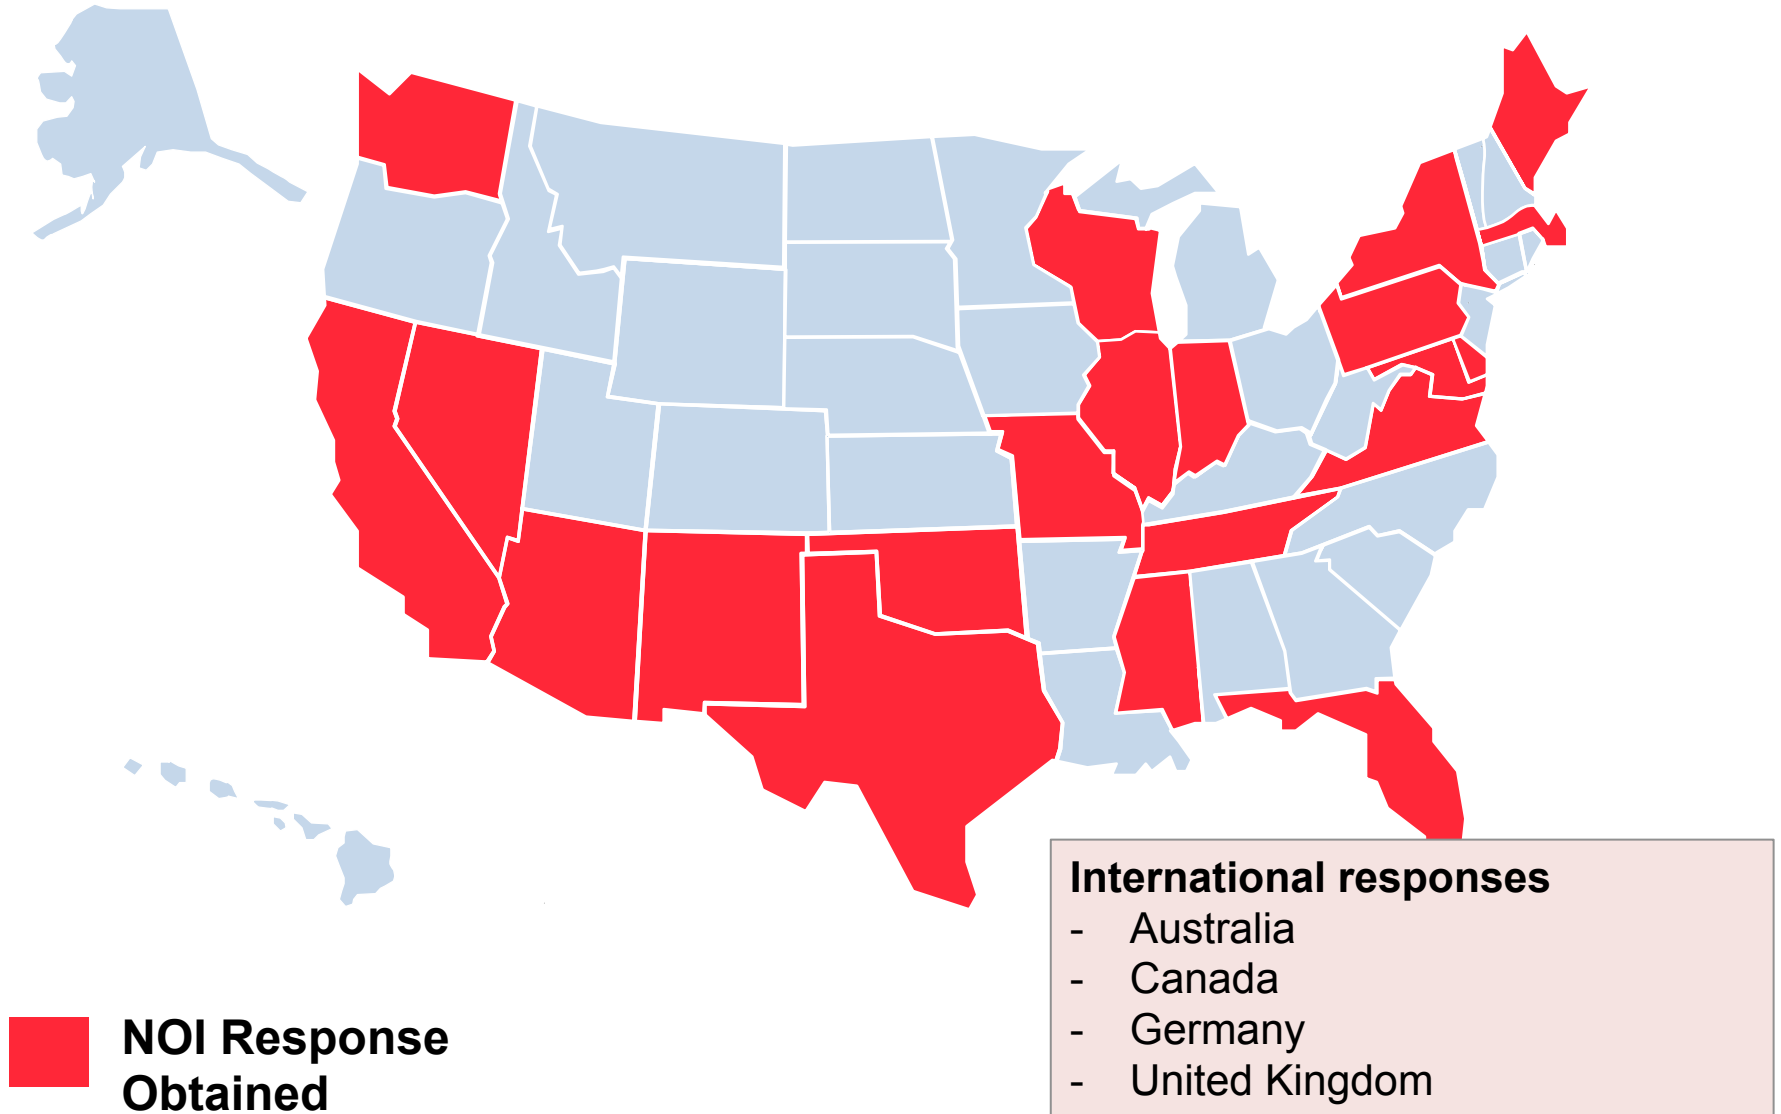 International responses
- Australia
- Canada
- Germany
- United Kingdom
NOI Response
Obtained